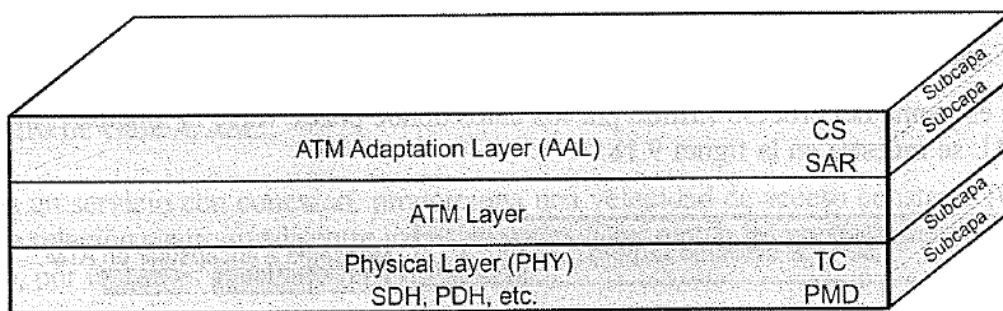 Subcapa
Subcapa
ATM Adaptation Layer (AAL) CS
SAR
ATM Layer
Subcapa
Subcapa
Physical Layer (PHY) TC
SDH, PDH, etc. PMD